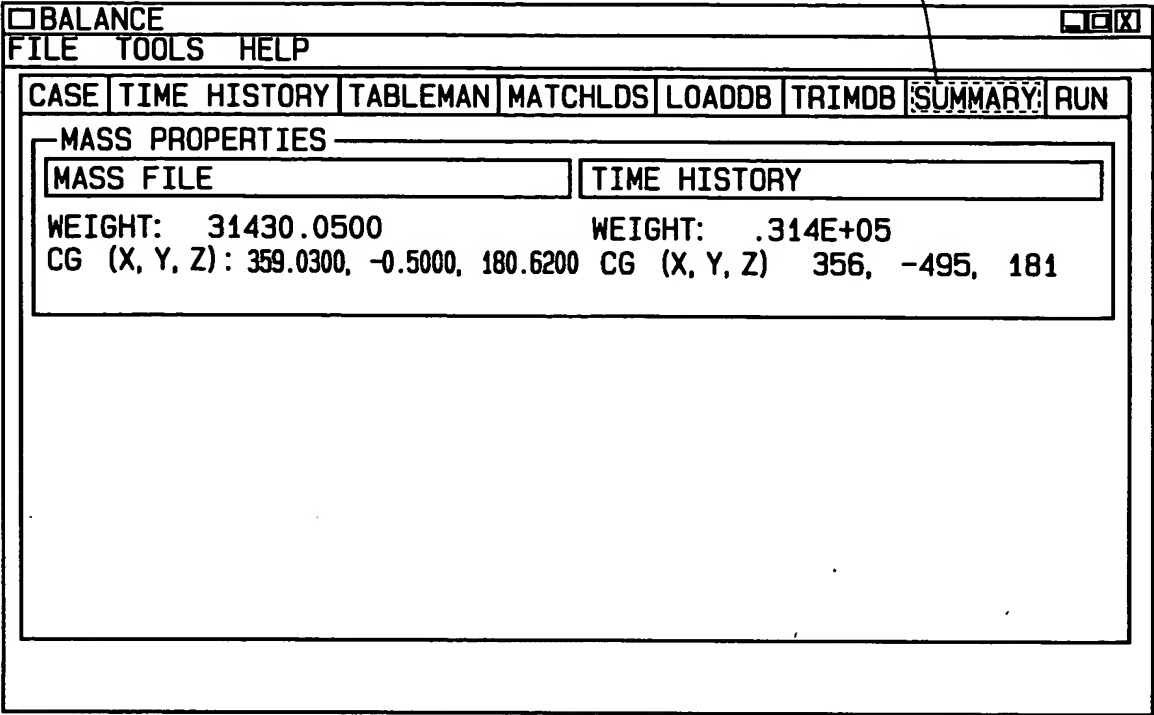 BALANCE
FILE TOOLS HELP
CASE TIME HISTORY TABLEMAN MATCHLDS LOADDB TRIMDB SUMMARY RUN
MASS PROPERTIES
MASS FILE TIME HISTORY
WEIGHT: 31430.0500 WEIGHT: .314E+05
CG (X, Y, Z): 359.0300, -0.5000, 180.6200 CG (X, Y, Z) 356, -495, 181